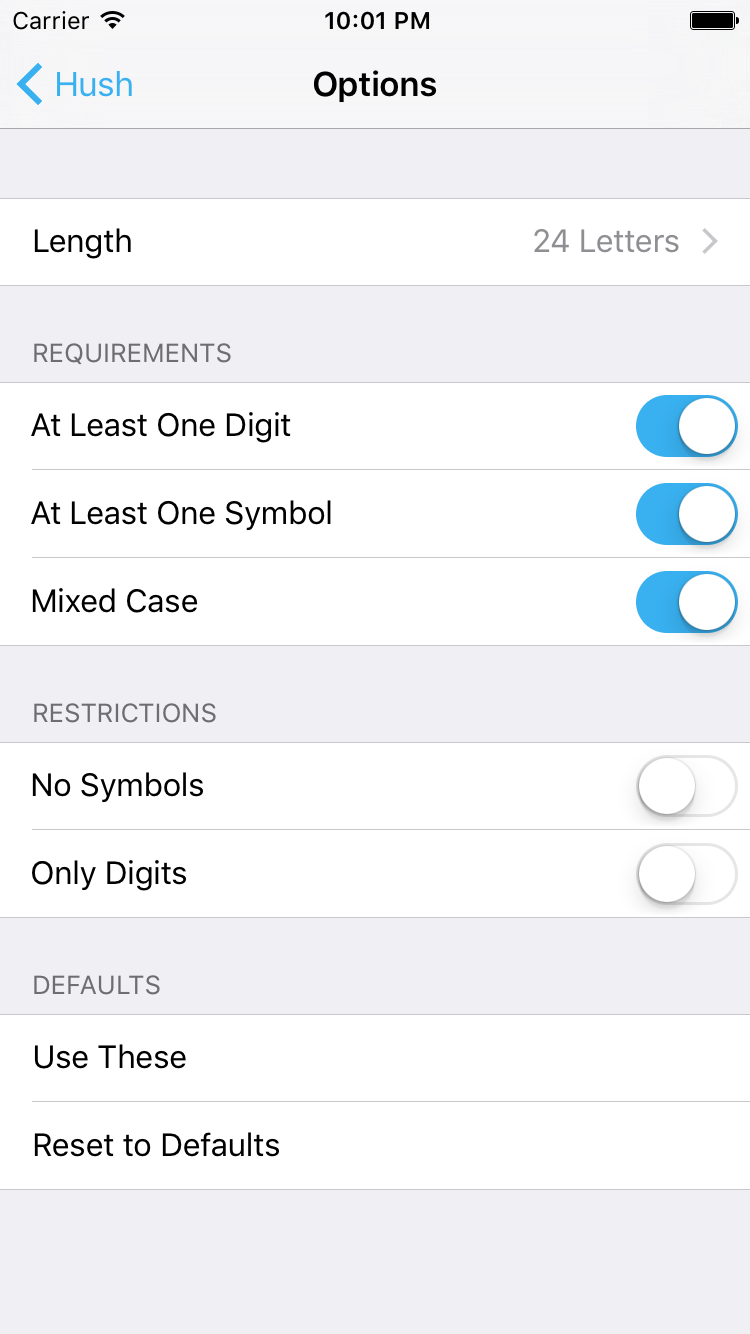 Carrier 10:01 PM
Hush Options
Length 24 Letters
REQUIREMENTS
At Least One Digit
At Least One Symbol
Mixed Case
RESTRICTIONS
No Symbols
Only Digits
DEFAULTS
Use These
Reset to Defaults